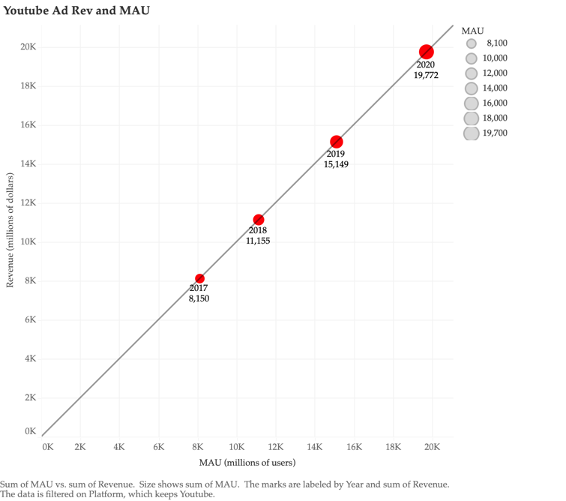 Youtube Ad Rev and MAU
MAU
8,100
10,000
12,000
14,000
16,000
18,000
19,700
Revenue (millions of dollars)
20K
18K
16K
14K
12K
10K
8K
6K
4K
2K
0K
2020
19,772
2019
15,149
2018
11,155
2017
8,150
0K 2K 4K 6K 8K 10K 12K 14K 16K 18K 20K
MAU (millions of users)
Sum of MAU vs. sum of Revenue. Size shows sum of MAU. The marks are labeled by Year and sum of Revenue.
The data is filtered on Platform, which keeps Youtube.